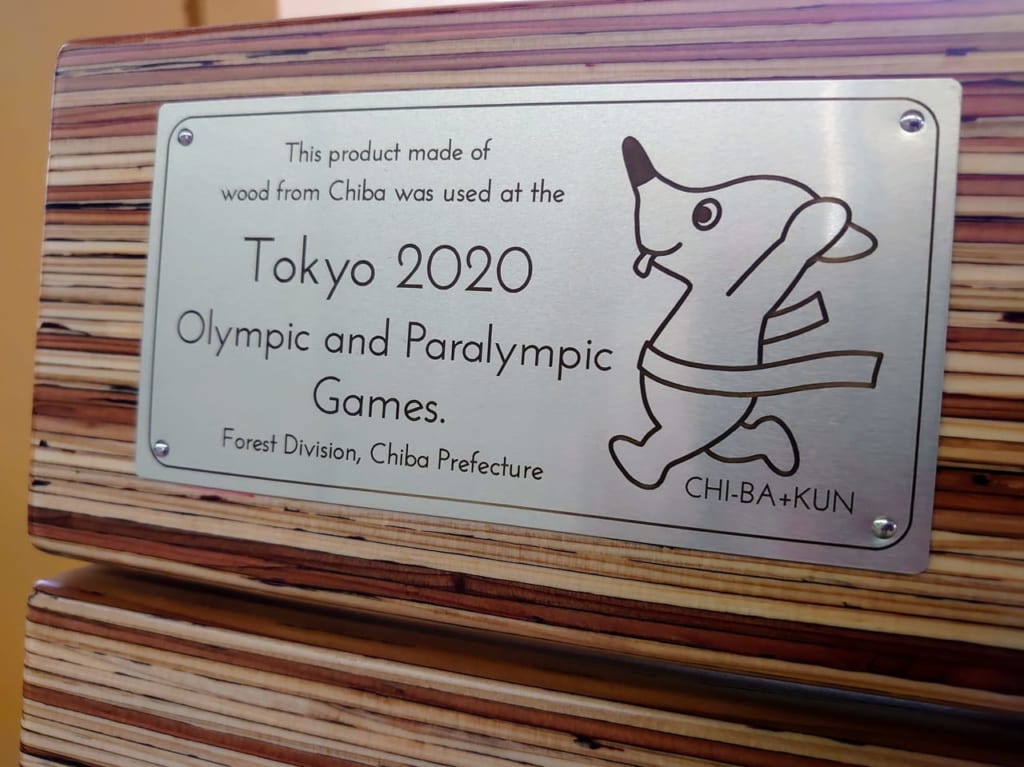 This product made of
wood from Chiba was used at the
Tokyo 2020
Olympic and Paralympic
Games.
Forest Division, Chiba Prefecture
CHI-BA+KUN